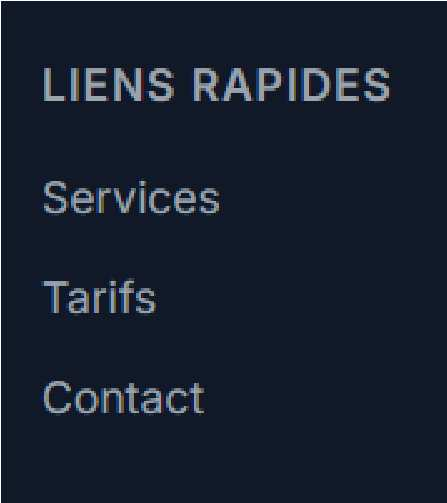 LIENS RAPIDES
Services
Tarifs
Contact